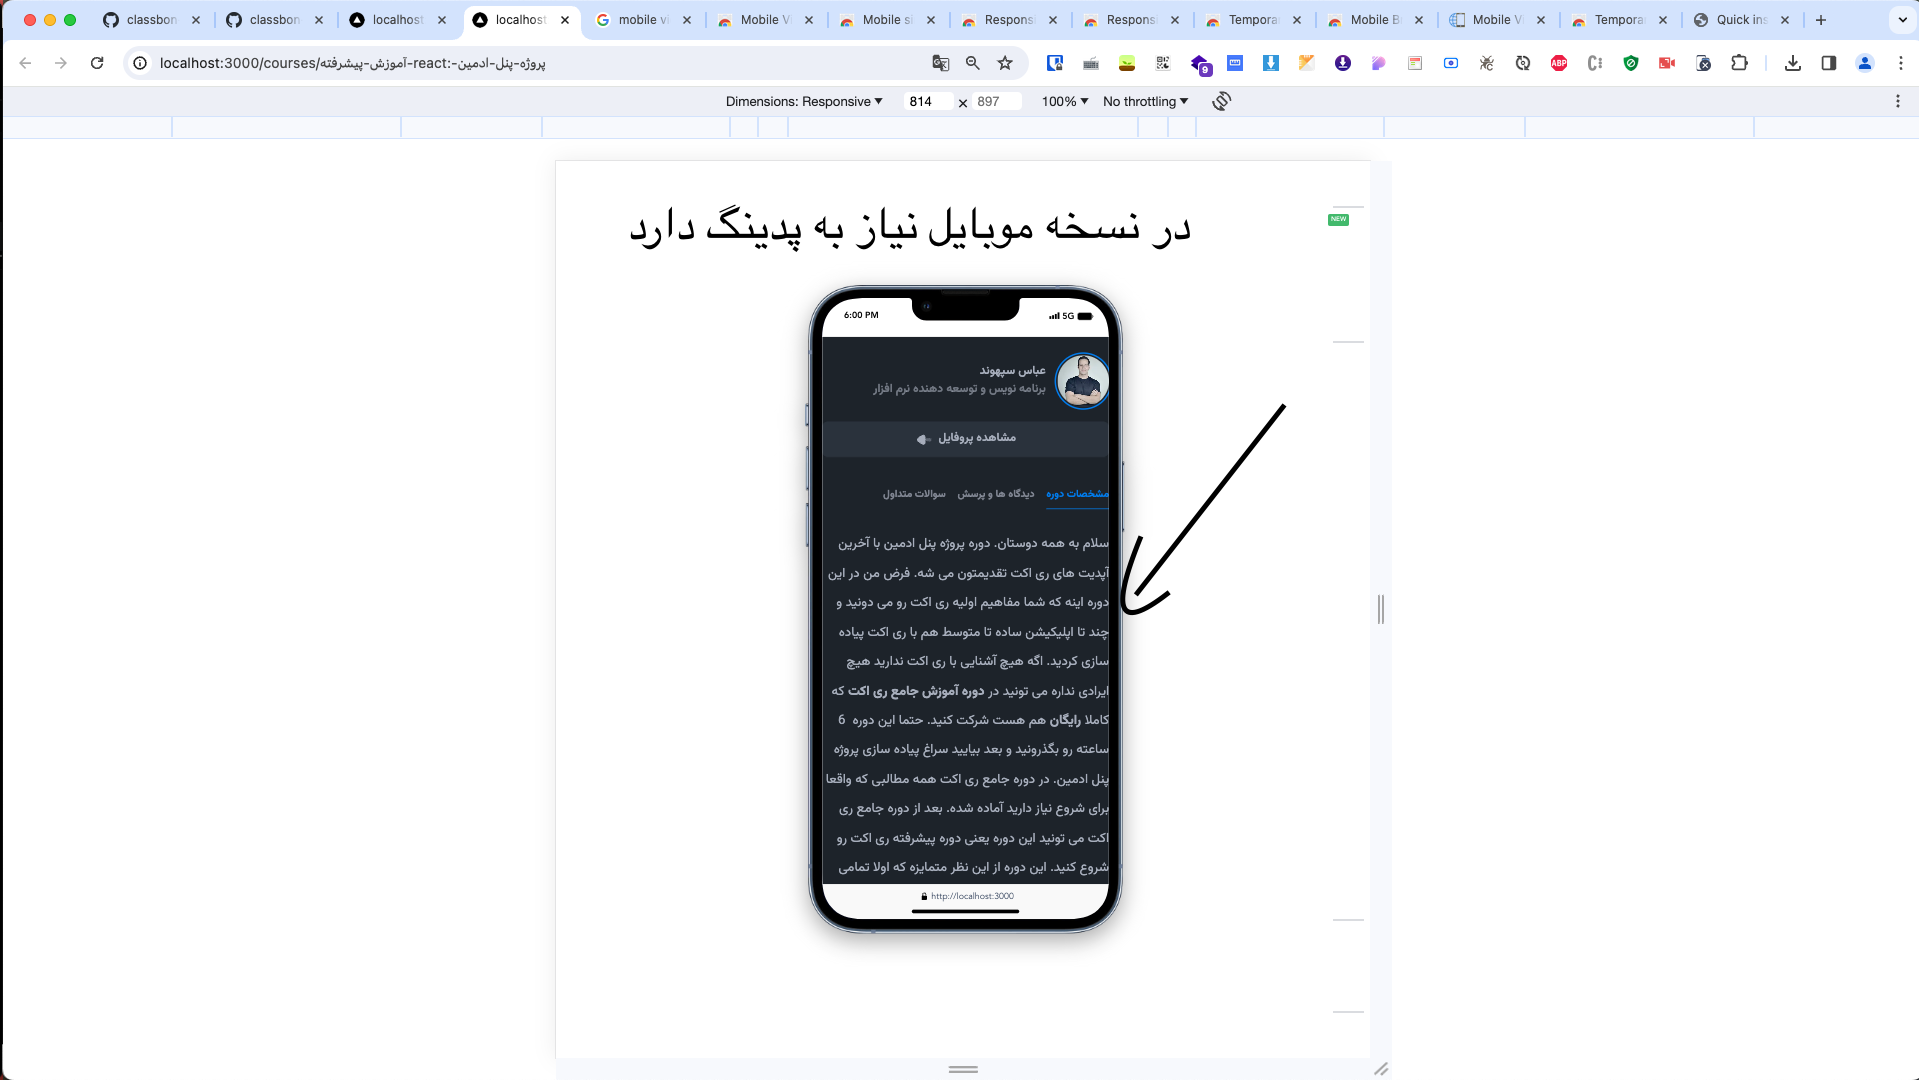 classbon
classbon
localhost
localhost
mobile vi
Mobile Vi
Mobile si
Respons
Respons
Tempora
Mobile B
Mobile V
Tempora
Quick ins
localhost:3000/courses/آموزش-پیشرفته-react:-پروژه-پنل-ادمین
9
ABP
Dimensions: Responsive
814 × 897
100%
No throttling
در نسخه موبایل نیاز به پدینگ دارد
NEW
6:00 PM
5G
عباس سپهوند
برنامه نویس و توسعه دهنده نرم افزار
مشاهده پروفایل
مشخصات دوره
دیدگاه ها و پرسش
سوالات متداول
سلام به همه دوستان. دوره پروژه پنل ادمین با آخرین
آپدیت های ری اکت تقدیمتون می شه. فرض من در این
دوره اینه که شما مفاهیم اولیه ری اکت رو می دونید و
چند تا اپلیکیشن ساده تا متوسط هم با ری اکت پیاده
سازی کردید. اگه هیچ آشنایی با ری اکت ندارید هیچ
ایرادی نداره می تونید در دوره آموزش جامع ری اکت که
کاملا رایگان هم هست شرکت کنید. حتما این دوره 6
ساعته رو بگذرونید و بعد بیایید سراغ پیاده سازی پروژه
پنل ادمین. در دوره جامع ری اکت همه مطالبی که واقعا
برای شروع نیاز دارید آماده شده. بعد از دوره جامع ری
اکت می تونید این دوره یعنی دوره پیشرفته ری اکت رو
شروع کنید. این دوره از این نظر متمایزه که اولا تمامی
http://localhost:3000